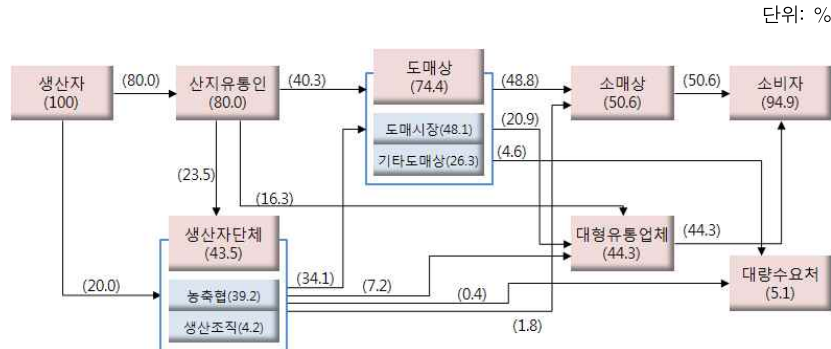 단위: %
생산자
(100)
(80.0)
산지유통인
(80.0)
(40.3)
도매상
(74.4)
(48.8)
소매상
(50.6)
(50.6)
소비자
(94.9)
도매시장(48.1)
기타도매상(26.3)
(20.9)
(4.6)
(23.5)
(16.3)
생산자단체
(43.5)
대형유통업체
(44.3)
(44.3)
(20.0)
농축협(39.2)
생산조직(4.2)
(34.1)
(7.2)
(0.4)
(1.8)
대량수요처
(5.1)